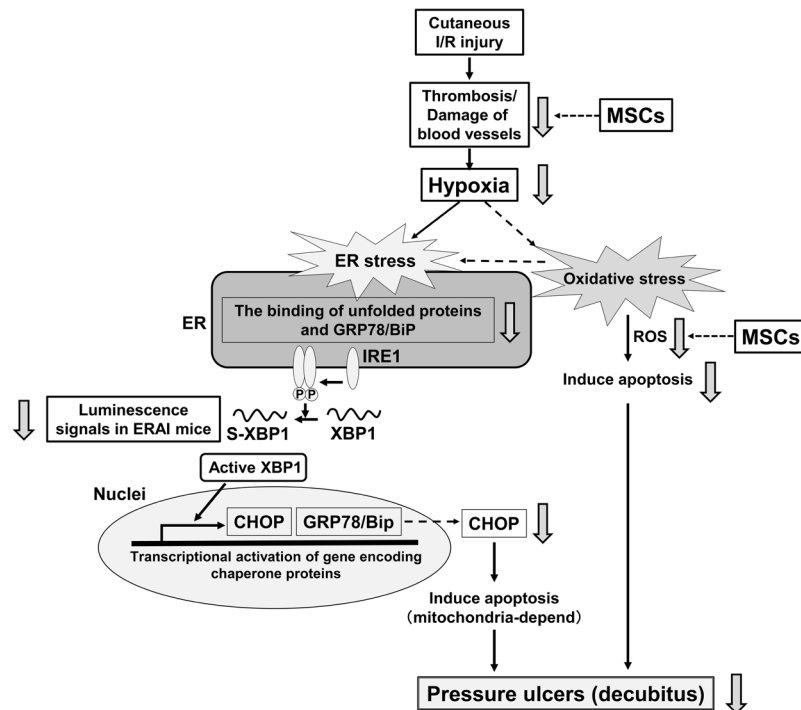 Cutaneous
I/R injury
Thrombosis/
Damage of
blood vessels
MSCs
Hypoxia
ER stress
Oxidative stress
ER
The binding of unfolded proteins
and GRP78/BiP
IRE1
ROS
MSCs
P P
Induce apoptosis
Luminescence
signals in ERAI mice
S-XBP1
XBP1
Active XBP1
Nuclei
CHOP
GRP78/Bip
CHOP
Transcriptional activation of gene encoding
chaperone proteins
Induce apoptosis
(mitochondria-depend)
Pressure ulcers (decubitus)